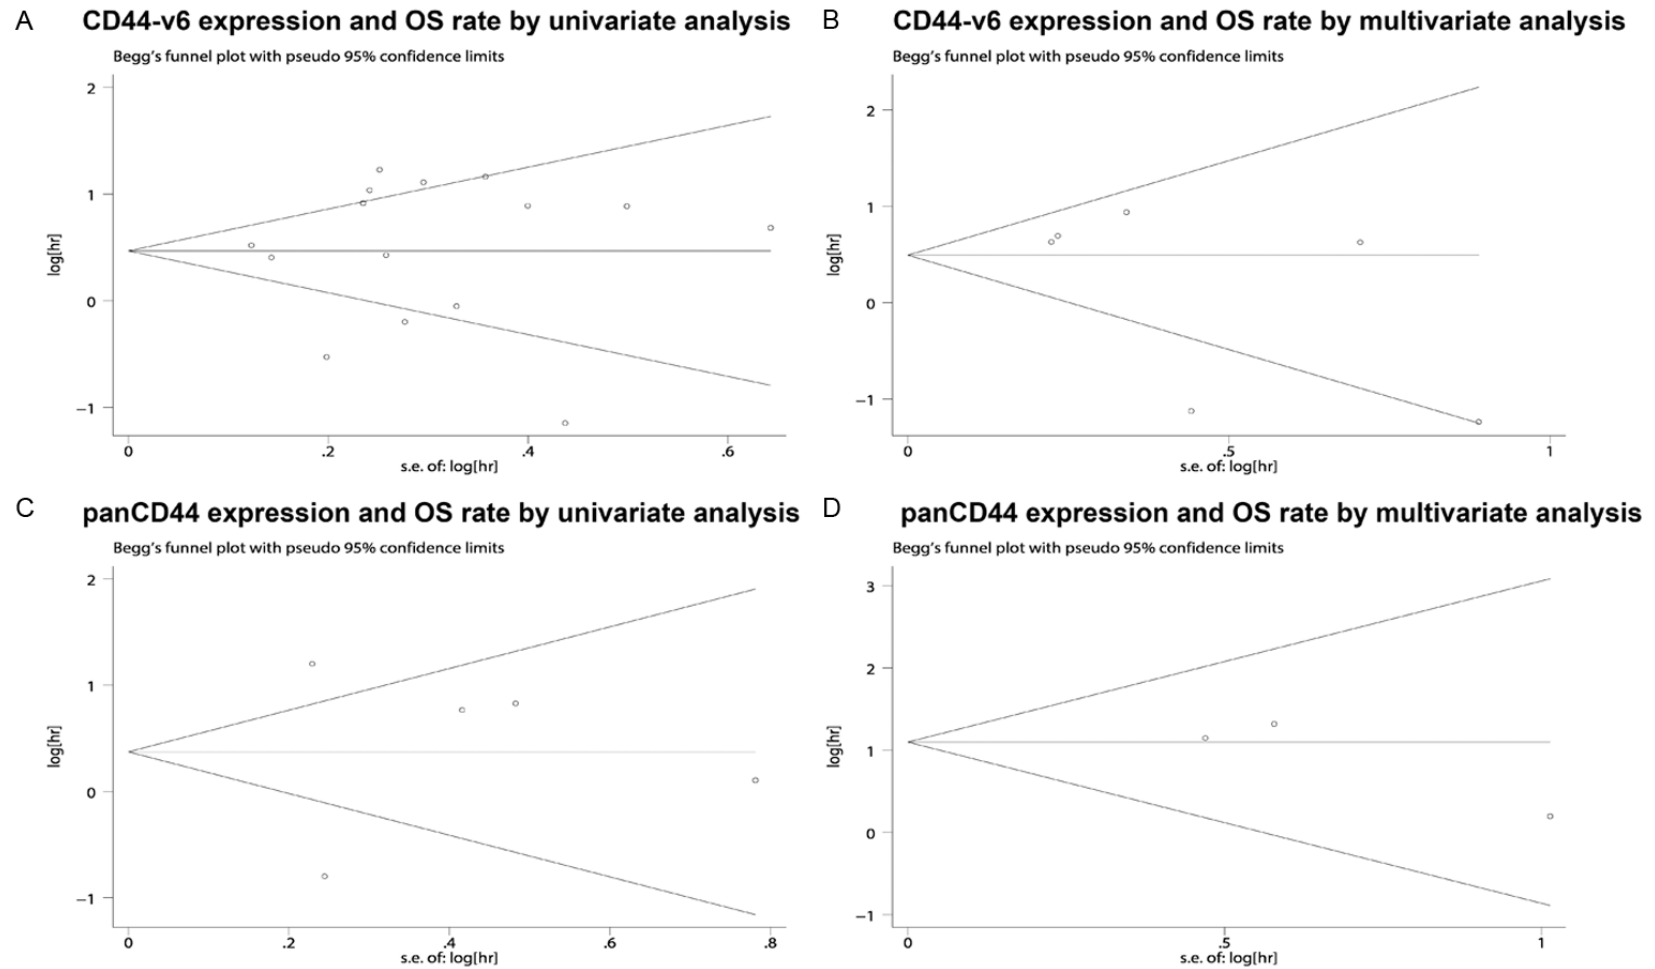 A
CD44-v6 expression and OS rate by univariate analysis
Begg's funnel plot with pseudo 95% confidence limits
2
1
0
−1
log[hr]
0 .2 .4 .6
s.e. of: log[hr]
B
CD44-v6 expression and OS rate by multivariate analysis
Begg's funnel plot with pseudo 95% confidence limits
2
1
0
−1
log[hr]
0 .5 1
s.e. of: log[hr]
C
panCD44 expression and OS rate by univariate analysis
Begg's funnel plot with pseudo 95% confidence limits
2
1
0
−1
log[hr]
0 .2 .4 .6 .8
s.e. of: log[hr]
D
panCD44 expression and OS rate by multivariate analysis
Begg's funnel plot with pseudo 95% confidence limits
3
2
1
0
−1
log[hr]
0 .5 1
s.e. of: log[hr]